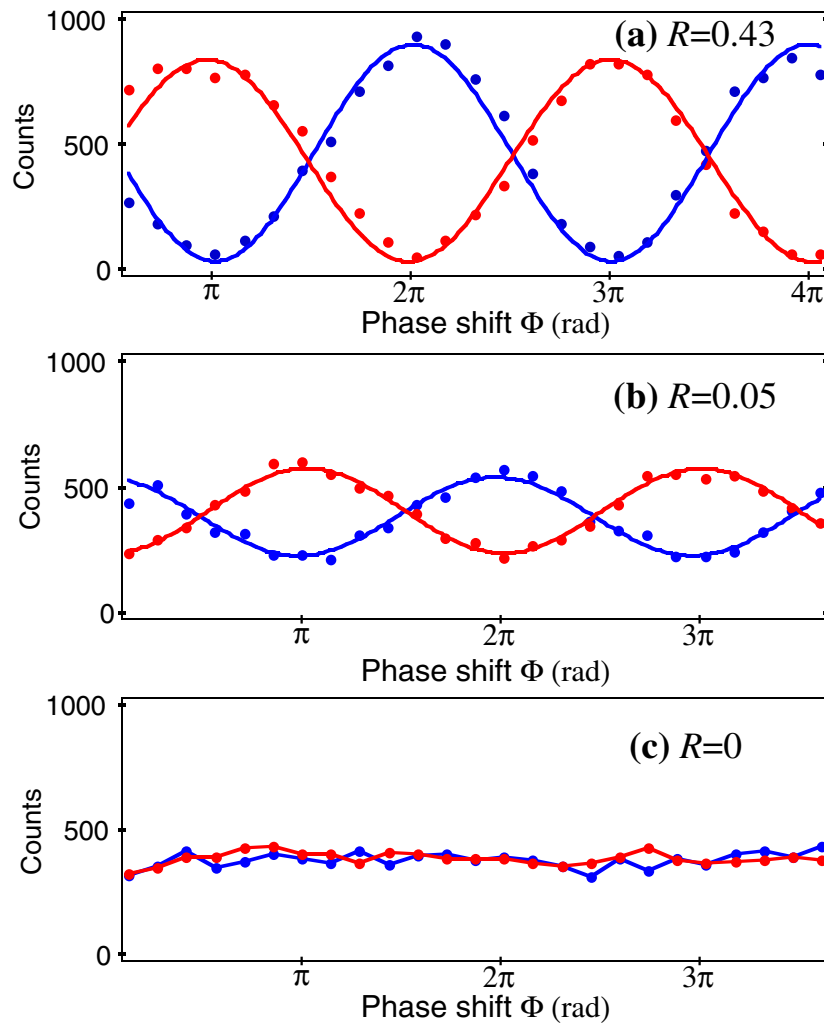 1000
(a) R=0.43
Counts
500
0
π 2π 3π 4π
Phase shift Φ (rad)
1000
(b) R=0.05
Counts
500
0
π 2π 3π
Phase shift Φ (rad)
1000
(c) R=0
Counts
500
0
π 2π 3π
Phase shift Φ (rad)